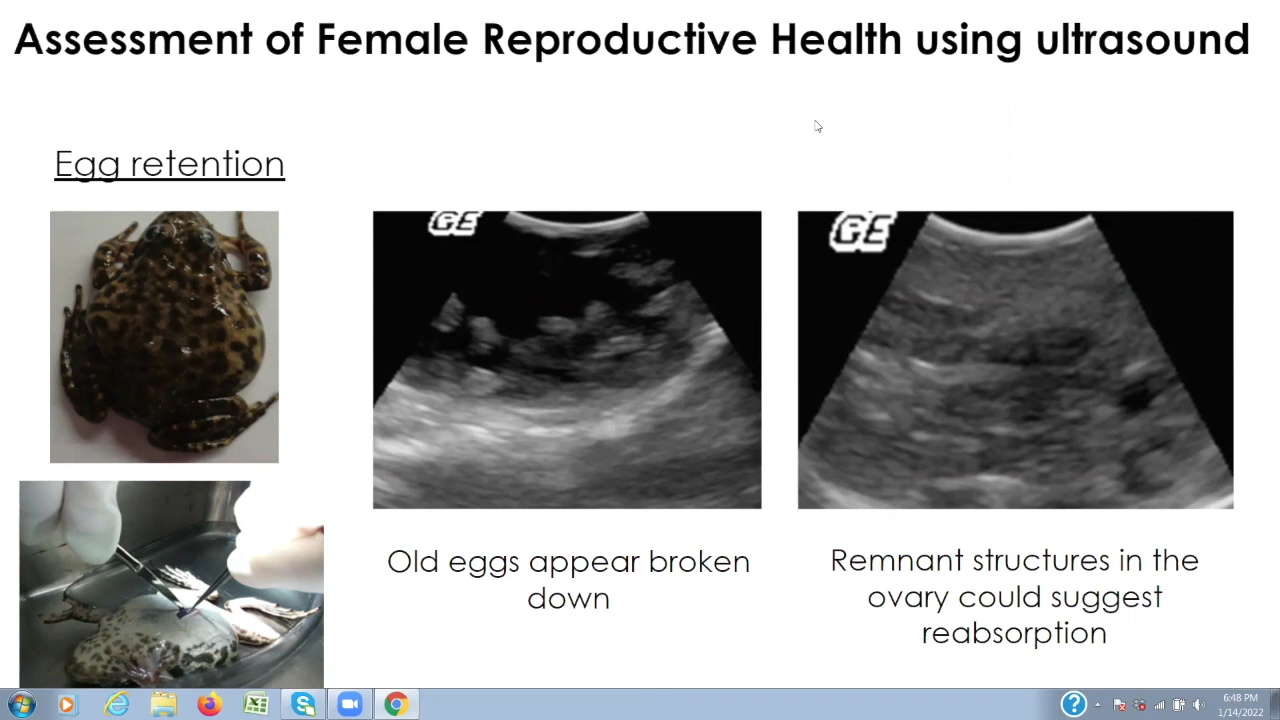 Assessment of Female Reproductive Health using ultrasound
Egg retention
GE
GE
Old eggs appear broken
down
Remnant structures in the
ovary could suggest
reabsorption
6:48 PM
1/14/2022